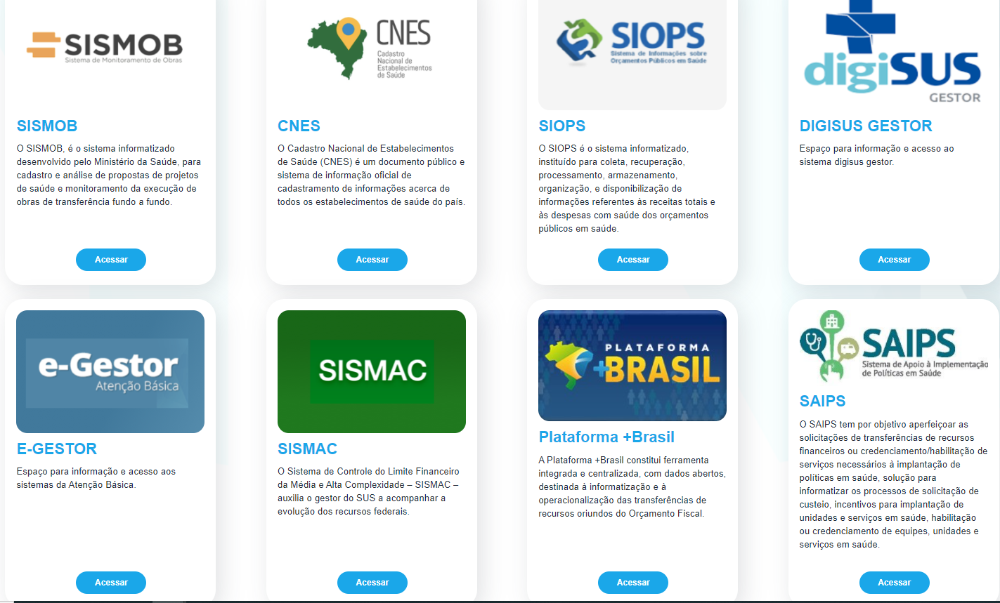 SISMOB
Sistema de Monitoramento de Obras
SISMOB
O SISMOB, é o sistema informatizado
desenvolvido pelo Ministério da Saúde, para
cadastro e análise de propostas de projetos
de saúde e monitoramento da execução de
obras de transferência fundo a fundo.
Acessar
CNES
Cadastro
Nacional de
Estabelecimentos
de Saúde
CNES
O Cadastro Nacional de Estabelecimentos
de Saúde (CNES) é um documento público e
sistema de informação oficial de
cadastramento de informações acerca de
todos os estabelecimentos de saúde do país.
Acessar
SIOPS
Sistema de Informações sobre
Orçamentos Públicos em Saúde
SIOPS
O SIOPS é o sistema informatizado,
instituído para coleta, recuperação,
processamento, armazenamento,
organização, e disponibilização de
informações referentes às receitas totais e
às despesas com saúde dos orçamentos
públicos em saúde.
Acessar
digiSUS
GESTOR
DIGISUS GESTOR
Espaço para informação e acesso ao
sistema digisus gestor.
Acessar
e-Gestor
Atenção Básica
E-GESTOR
Espaço para informação e acesso aos
sistemas da Atenção Básica.
Acessar
SISMAC
SISMAC
O Sistema de Controle do Limite Financeiro
da Média e Alta Complexidade – SISMAC –
auxilia o gestor do SUS a acompanhar a
evolução dos recursos federais.
Acessar
PLATAFORMA
+BRASIL
Plataforma +Brasil
A Plataforma +Brasil constitui ferramenta
integrada e centralizada, com dados abertos,
destinada à informatização e à
operacionalização das transferências de
recursos oriundos do Orçamento Fiscal.
Acessar
SAIPS
Sistema de Apoio à Implementação
de Políticas em Saúde
SAIPS
O SAIPS tem por objetivo aperfeiçoar as
solicitações de transferências de recursos
financeiros ou credenciamento/habilitação de
serviços necessários à implantação de
políticas em saúde, solução para
informatizar os processos de solicitação de
custeio, incentivos para implantação de
unidades e serviços em saúde, habilitação
ou credenciamento de equipes, unidades e
serviços em saúde.
Acessar